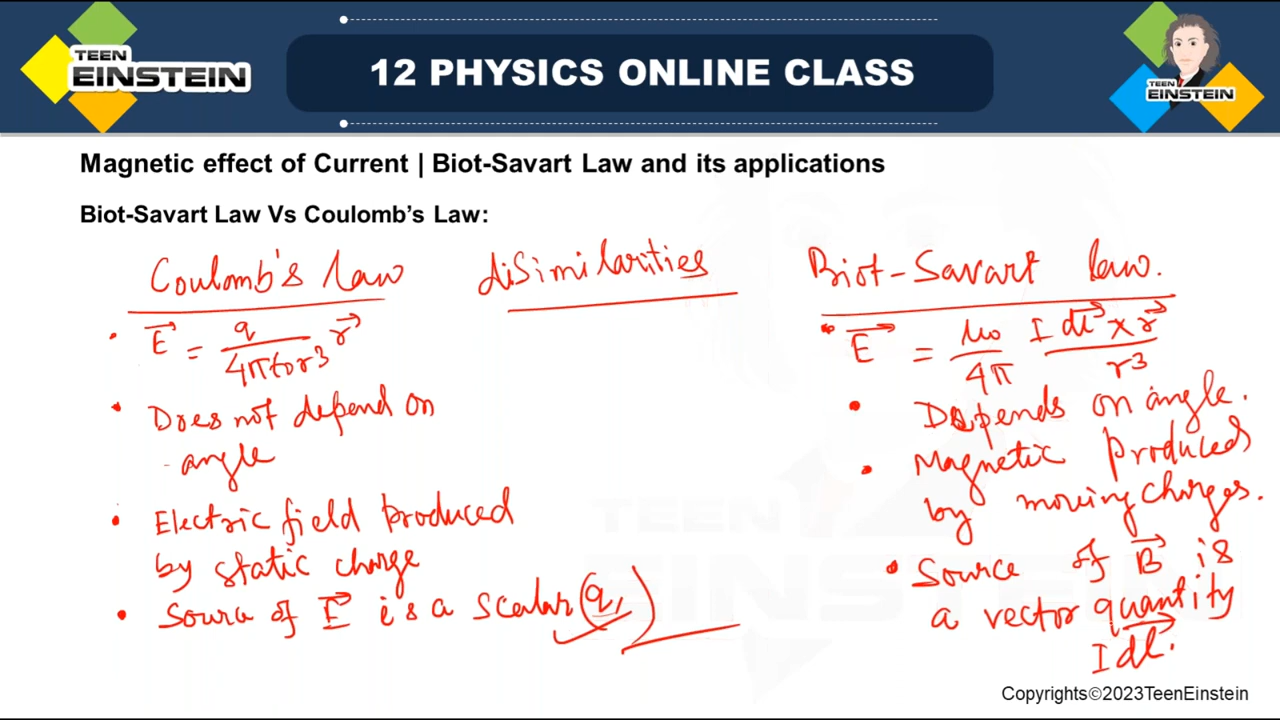 TEEN
EINSTEIN
12 PHYSICS ONLINE CLASS
TEEN
EINSTEIN
Magnetic effect of Current | Biot-Savart Law and its applications
Biot-Savart Law Vs Coulomb's Law:
Coulomb's law
• E⃗ = q / 4πϵ0r³ r⃗
• Does not depend on
angle
• Electric field produced
by static charge
• Source of E⃗ is a scalar (q,)
disimilarities
Biot-Savart law.
• E⃗ = μ0 / 4π I dl⃗ × r⃗ / r³
• Depends on angle.
• Magnetic produced
by moving charges.
• Source of B⃗ is
a vector quantity
I dl⃗.
TEEN
EINSTEIN
Copyrights©2023TeenEinstein